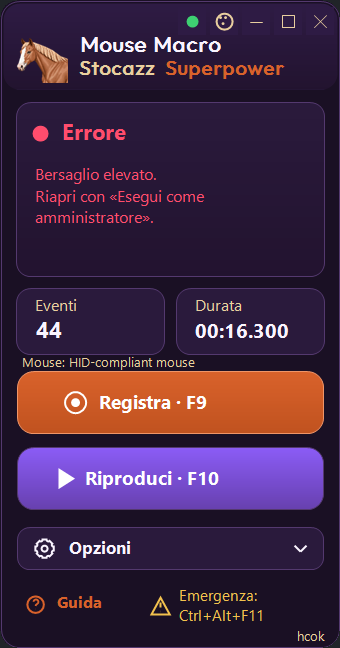 Mouse Macro
Stocazz Superpower
Errore
Bersaglio elevato.
Riapri con «Esegui come
amministratore».
Eventi
44
Durata
00:16.300
Mouse: HID-compliant mouse
Registra · F9
Riproduci · F10
Opzioni
Guida
Emergenza:
Ctrl+Alt+F11
hcok